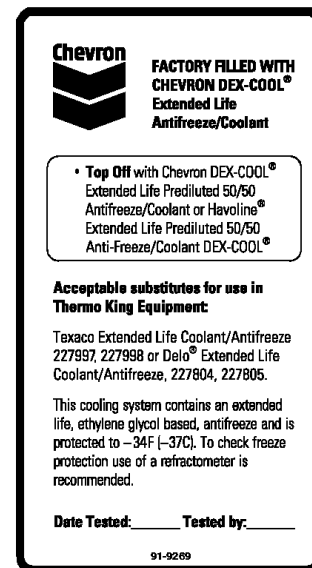 Chevron
FACTORY FILLED WITH
CHEVRON DEX-COOL®
Extended Life
Antifreeze/Coolant
• Top Off with Chevron DEX-COOL®
Extended Life Prediluted 50/50
Antifreeze/Coolant or Havoline®
Extended Life Prediluted 50/50
Anti-Freeze/Coolant DEX-COOL®
Acceptable substitutes for use in
Thermo King Equipment:
Texaco Extended Life Coolant/Antifreeze
227997, 227998 or Delo® Extended Life
Coolant/Antifreeze, 227804, 227805.
This cooling system contains an extended
life, ethylene glycol based, antifreeze and is
protected to –34F (–37C). To check freeze
protection use of a refractometer is
recommended.
Date Tested:______ Tested by:______
91-9269